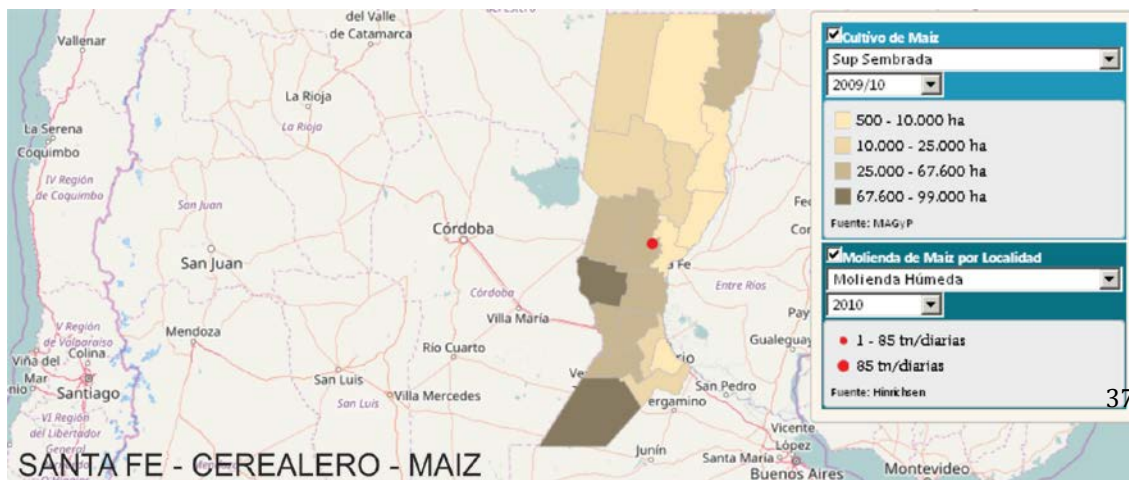 Vallenar
del Valle
de Catamarca
La Rioja
La Rioja
La Serena
Coquimbo
IV Región
de Coquimbo
San Juan
San Juan
Córdoba
Córdoba
Villa María
Entre Ríos
Mendoza
Río Cuarto
V Región
de Valparaíso
Viña del
Mar
Colina
Santiago
San Luis
San Luis
Villa Mercedes
San Pedro
ergamino
Gualeguay
VI Región
del Libertador
General
Junín
Vicente
López
Santa María
Buenos Aires
Montevideo
SANTA FE - CEREALERO - MAIZ
Cultivo de Maiz
Sup Sembrada
2009/10
500 - 10.000 ha
10.000 - 25.000 ha
25.000 - 67.600 ha
67.600 - 99.000 ha
Fuente: MAGyP
Molienda de Maiz por Localidad
Molienda Húmeda
2010
1 - 85 tn/diarias
85 tn/diarias
Fuente: Hinrichsen
37